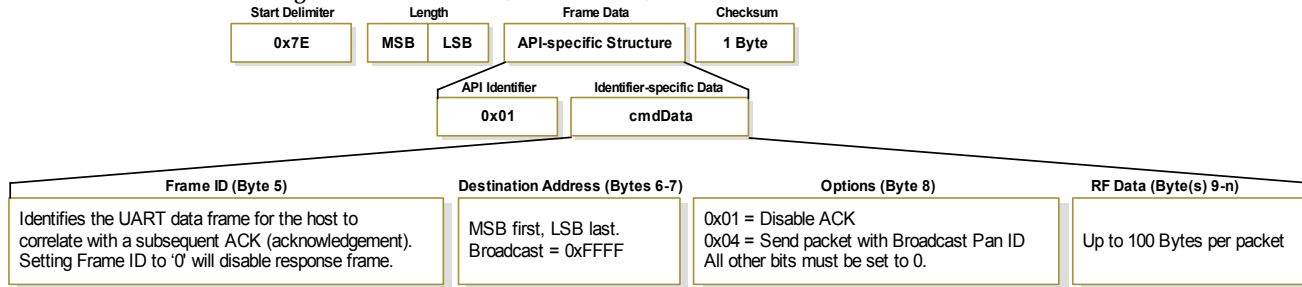 Start Delimiter
Length
Frame Data
Checksum
0x7E
MSB
LSB
API-specific Structure
1 Byte
API Identifier
Identifier-specific Data
0x01
cmdData
Frame ID (Byte 5)
Identifies the UART data frame for the host to
correlate with a subsequent ACK (acknowledgement).
Setting Frame ID to ‘0' will disable response frame.
Destination Address (Bytes 6-7)
MSB first, LSB last.
Broadcast = 0xFFFF
Options (Byte 8)
0x01 = Disable ACK
0x04 = Send packet with Broadcast Pan ID
All other bits must be set to 0.
RF Data (Byte(s) 9-n)
Up to 100 Bytes per packet